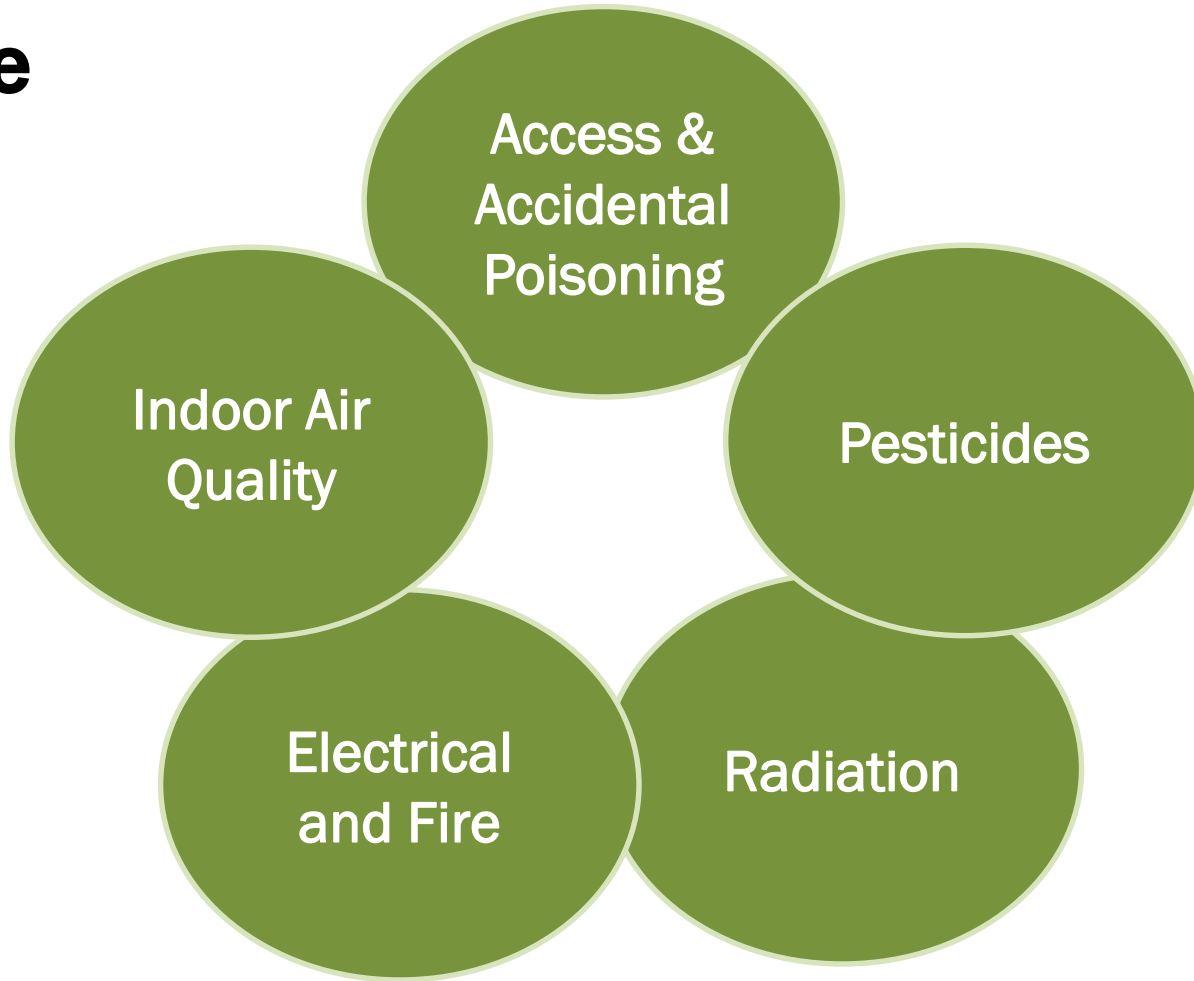 e
Access &
Accidental
Poisoning
Indoor Air
Quality
Pesticides
Electrical
and Fire
Radiation